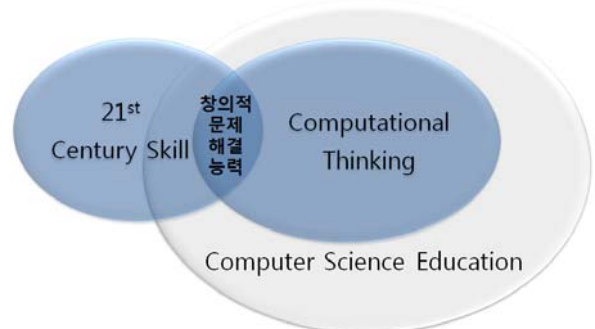 21st
Century Skill
창의적
문제
해결
능력
Computational
Thinking
Computer Science Education